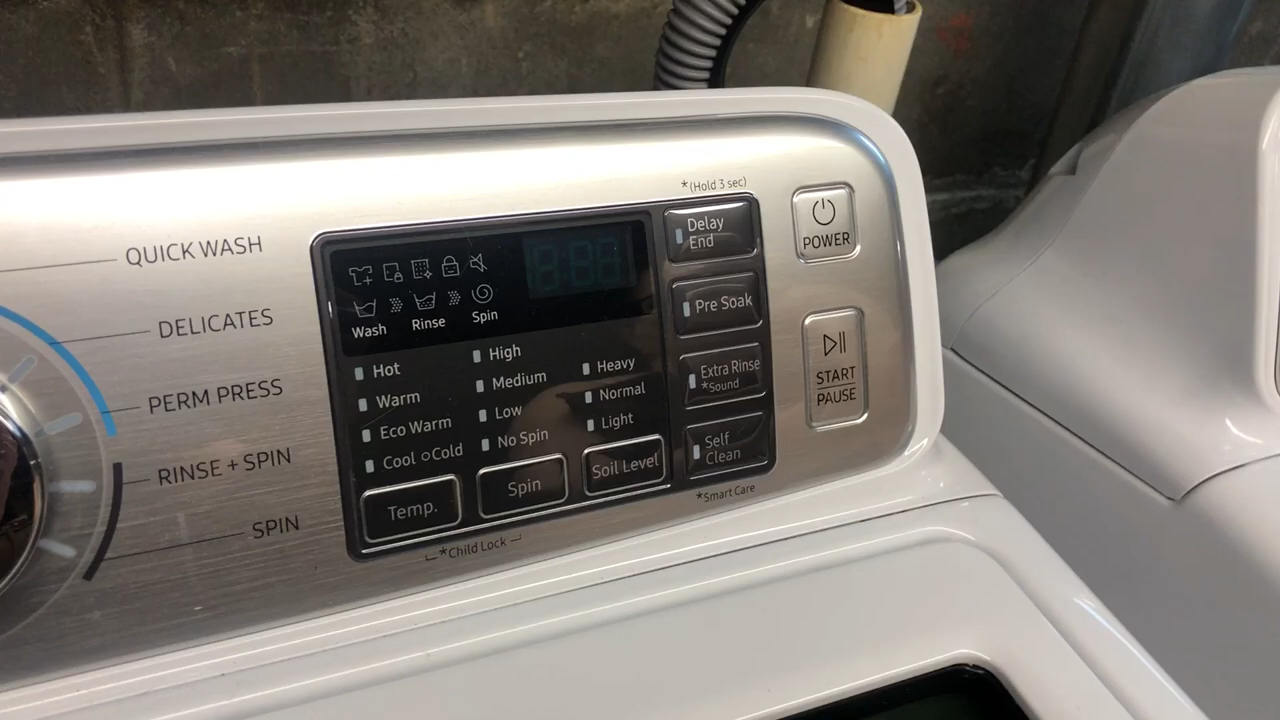 QUICK WASH
DELICATES
PERM PRESS
RINSE + SPIN
SPIN
Wash
Rinse
Spin
Hot
Warm
Eco Warm
Cool ○Cold
Temp.
High
Medium
Low
No Spin
Spin
Heavy
Normal
Light
Soil Level
*Child Lock
*(Hold 3 sec)
Delay
End
Pre Soak
Extra Rinse
*Sound
Self
Clean
*Smart Care
POWER
START
PAUSE